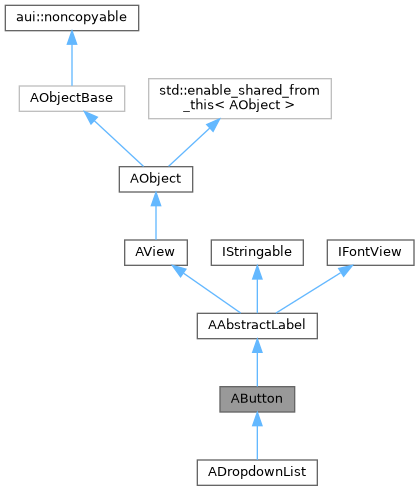 aui::noncopyable
AObjectBase
std::enable_shared_from
_this< AObject >
AObject
AView
IStringable
IFontView
AAbstractLabel
AButton
ADropdownList